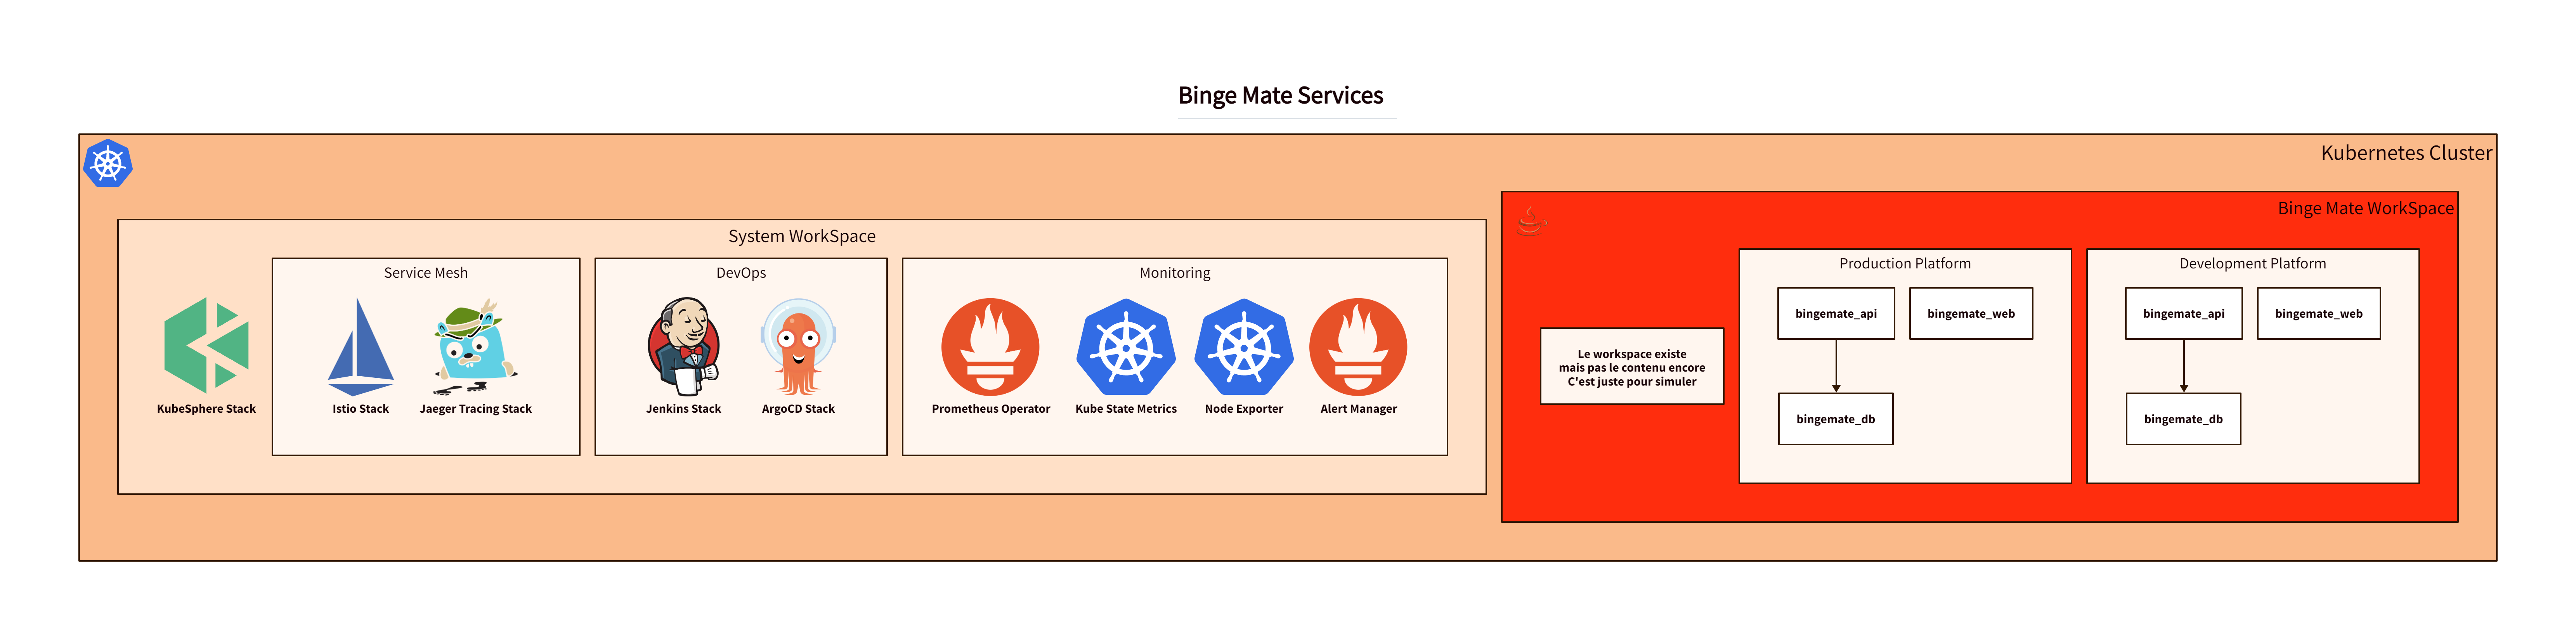 Binge Mate Services
Kubernetes Cluster
System WorkSpace
KubeSphere Stack
Service Mesh
Istio Stack
Jaeger Tracing Stack
DevOps
Jenkins Stack
ArgoCD Stack
Monitoring
Prometheus Operator
Kube State Metrics
Node Exporter
Alert Manager
Binge Mate WorkSpace
Le workspace existe
mais pas le contenu encore
C'est juste pour simuler
Production Platform
bingemate_api
bingemate_web
bingemate_db
Development Platform
bingemate_api
bingemate_web
bingemate_db